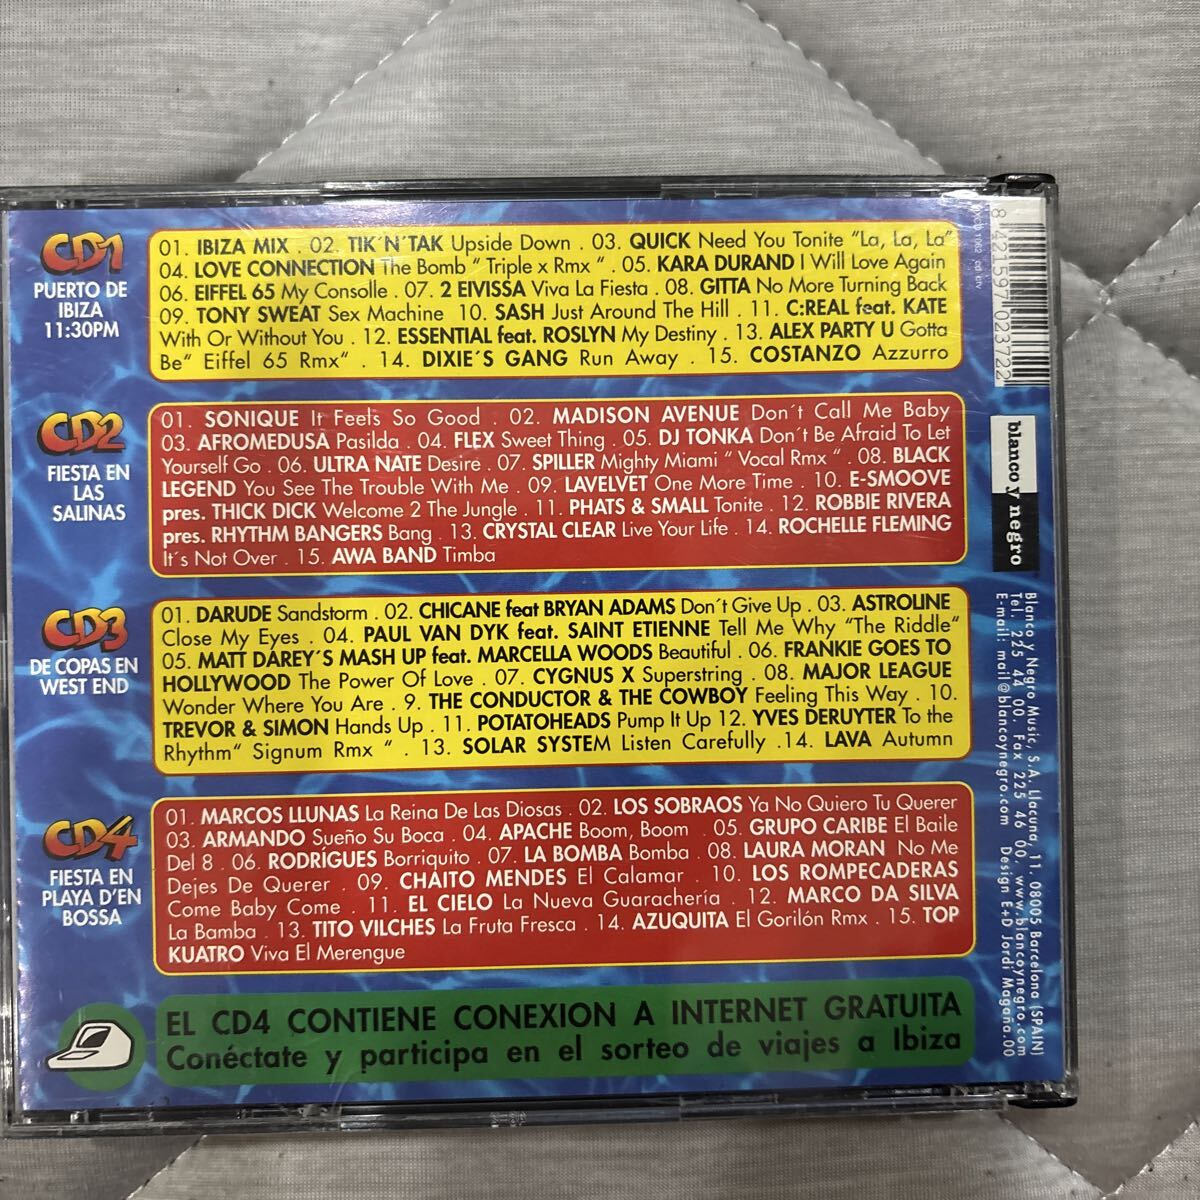 CD1
PUERTO DE
IBIZA
11:30PM
01. IBIZA MIX . 02. TIK´N´TAK Upside Down . 03. QUICK Need You Tonite "La, La, La"
04. LOVE CONNECTION The Bomb " Triple x Rmx " . 05. KARA DURAND I Will Love Again
06. EIFFEL 65 My Consolle . 07. 2 EIVISSA Viva La Fiesta . 08. GITTA No More Turning Back
09. TONY SWEAT Sex Machine . 10. SASH Just Around The Hill . 11. C:REAL feat. KATE
With Or Without You . 12. ESSENTIAL feat. ROSLYN My Destiny . 13. ALEX PARTY U Gotta
Be" Eiffel 65 Rmx" . 14. DIXIE´S GANG Run Away . 15. COSTANZO Azzurro
CD2
FIESTA EN
LAS
SALINAS
01. SONIQUE It Feels So Good . 02. MADISON AVENUE Don´t Call Me Baby
03. AFROMEDUSA Pasilda . 04. FLEX Sweet Thing . 05. DJ TONKA Don´t Be Afraid To Let
Yourself Go . 06. ULTRA NATE Desire . 07. SPILLER Mighty Miami " Vocal Rmx " . 08. BLACK
LEGEND You See The Trouble With Me . 09. LAVELVET One More Time . 10. E-SMOOVE
pres. THICK DICK Welcome 2 The Jungle . 11. PHATS & SMALL Tonite . 12. ROBBIE RIVERA
pres. RHYTHM BANGERS Bang . 13. CRYSTAL CLEAR Live Your Life . 14. ROCHELLE FLEMING
It´s Not Over . 15. AWA BAND Timba
CD3
DE COPAS EN
WEST END
01. DARUDE Sandstorm . 02. CHICANE feat BRYAN ADAMS Don´t Give Up . 03. ASTROLINE
Close My Eyes . 04. PAUL VAN DYK feat. SAINT ETIENNE Tell Me Why "The Riddle"
05. MATT DAREY´S MASH UP feat. MARCELLA WOODS Beautiful . 06. FRANKIE GOES TO
HOLLYWOOD The Power Of Love . 07. CYGNUS X Superstring . 08. MAJOR LEAGUE
Wonder Where You Are . 9. THE CONDUCTOR & THE COWBOY Feeling This Way . 10.
TREVOR & SIMON Hands Up . 11. POTATOHEADS Pump It Up 12. YVES DERUYTER To the
Rhythm" Signum Rmx " . 13. SOLAR SYSTEM Listen Carefully .14. LAVA Autumn
CD4
FIESTA EN
PLAYA D'EN
BOSSA
01. MARCOS LLUNAS La Reina De Las Diosas . 02. LOS SOBRAOS Ya No Quiero Tu Querer
03. ARMANDO Sueño Su Boca . 04. APACHE Boom, Boom . 05. GRUPO CARIBE El Baile
Del 8 . 06. RODRÍGUES Borriquito . 07. LA BOMBA Bomba . 08. LAURA MORAN No Me
Dejes De Querer . 09. CHAITO MENDES El Calamar . 10. LOS ROMPECADERAS
Come Baby Come . 11. EL CIELO La Nueva Guarachería . 12. MARCO DA SILVA
La Bamba . 13. TITO VILCHES La Fruta Fresca . 14. AZUQUITA El Gorilón Rmx . 15. TOP
KUATRO Viva El Merengue
EL CD4 CONTIENE CONEXION A INTERNET GRATUITA
Conéctate y participa en el sorteo de viajes a Ibiza
8 421597 023722
blanco y negro
Blanco y Negro Music, S.A. Llacuna, 11. 08005 Barcelona (SPAIN)
Tel. 225 44 00. Fax 225 46 00. www.blancoynegro.com
E-mail: mail@blancoynegro.com Design E+D Jordi Magaña.00